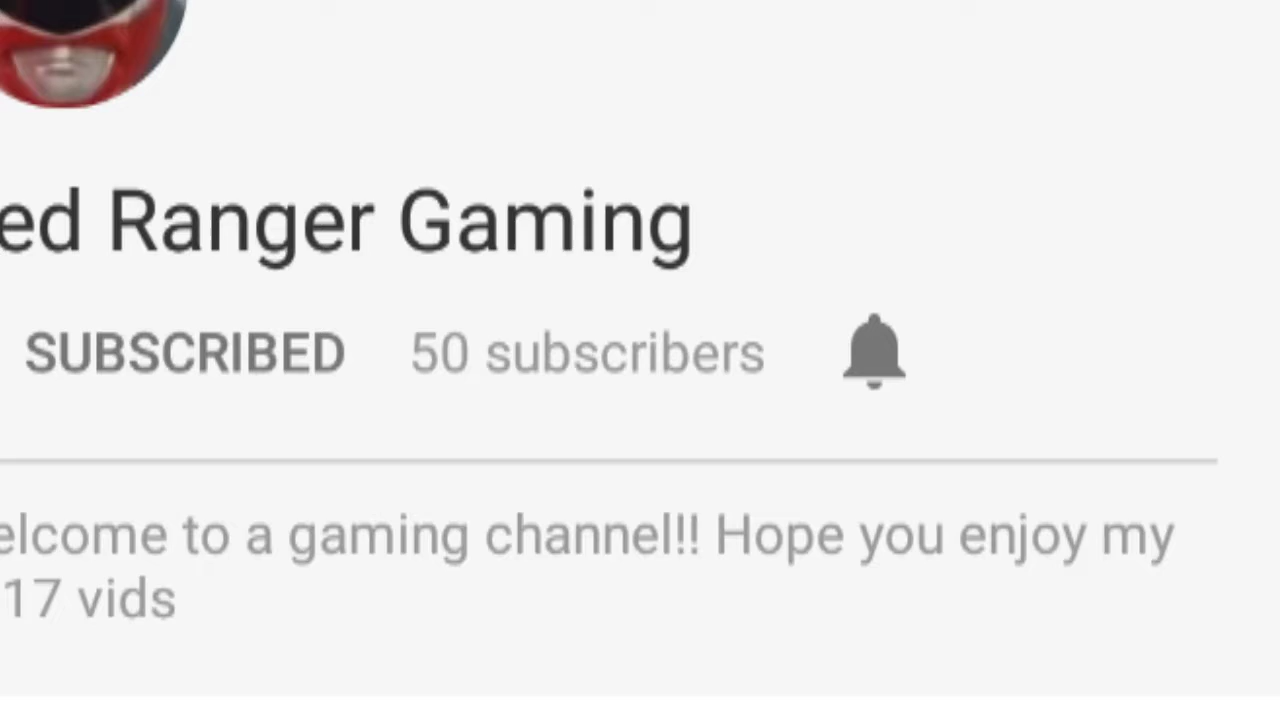 ed Ranger Gaming
SUBSCRIBED 50 subscribers
elcome to a gaming channel!! Hope you enjoy my
17 vids